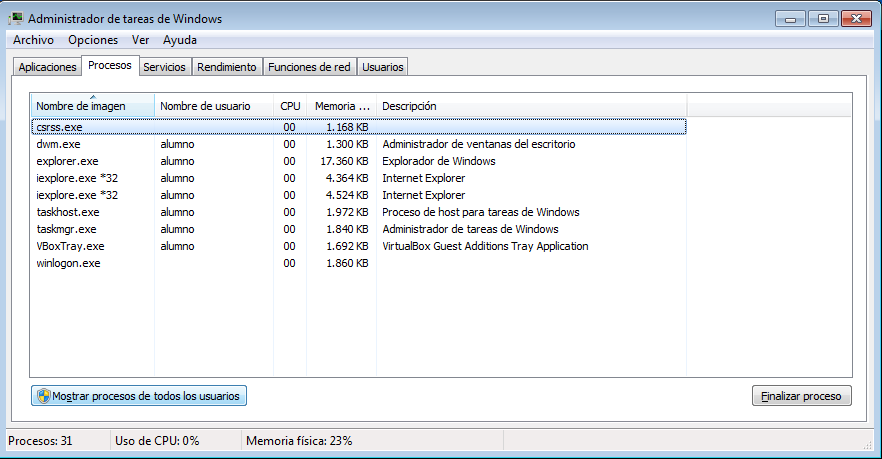 Administrador de tareas de Windows
Archivo Opciones Ver Ayuda
Aplicaciones Procesos Servicios Rendimiento Funciones de red Usuarios
Nombre de imagen Nombre de usuario CPU Memoria ... Descripción
csrss.exe 00 1.168 KB
dwm.exe alumno 00 1.300 KB Administrador de ventanas del escritorio
explorer.exe alumno 00 17.360 KB Explorador de Windows
iexplore.exe *32 alumno 00 4.364 KB Internet Explorer
iexplore.exe *32 alumno 00 4.524 KB Internet Explorer
taskhost.exe alumno 00 1.972 KB Proceso de host para tareas de Windows
taskmgr.exe alumno 00 1.840 KB Administrador de tareas de Windows
VBoxTray.exe alumno 00 1.692 KB VirtualBox Guest Additions Tray Application
winlogon.exe 00 1.860 KB
Mostrar procesos de todos los usuarios Finalizar proceso
Procesos: 31 Uso de CPU: 0% Memoria física: 23%